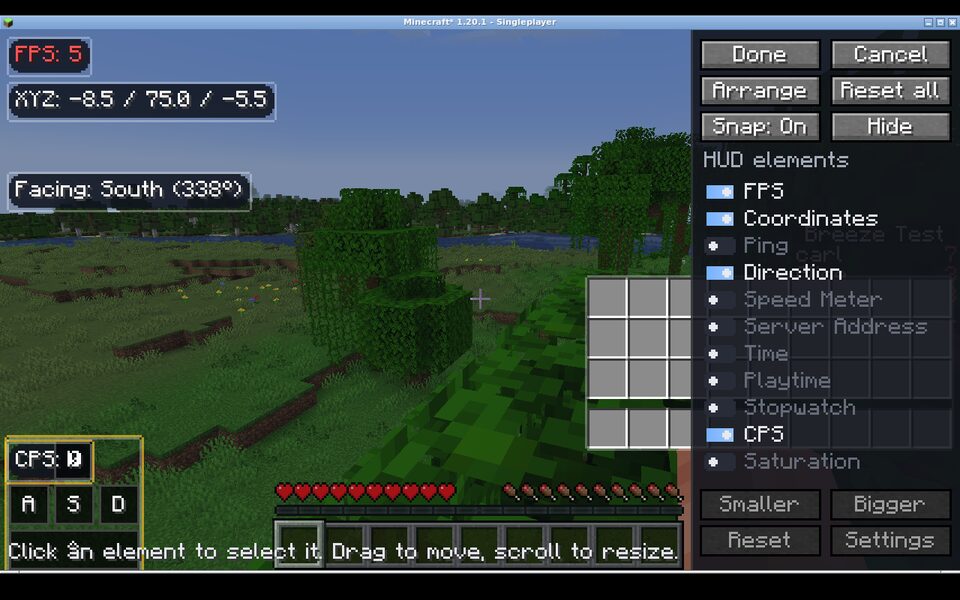 Minecraft* 1.20.1 - Singleplayer
FPS: 5
XYZ: -8.5 / 75.0 / -5.5
Facing: South (338°)
CPS: 0
A S D
Click an element to select it. Drag to move, scroll to resize.
Done Cancel
Arrange Reset all
Snap: On Hide
HUD elements
FPS
Coordinates
Ping
Breeze Test
carl
Direction
Speed Meter
Server Address
Time
Playtime
Stopwatch
CPS
Saturation
Smaller Bigger
Reset Settings